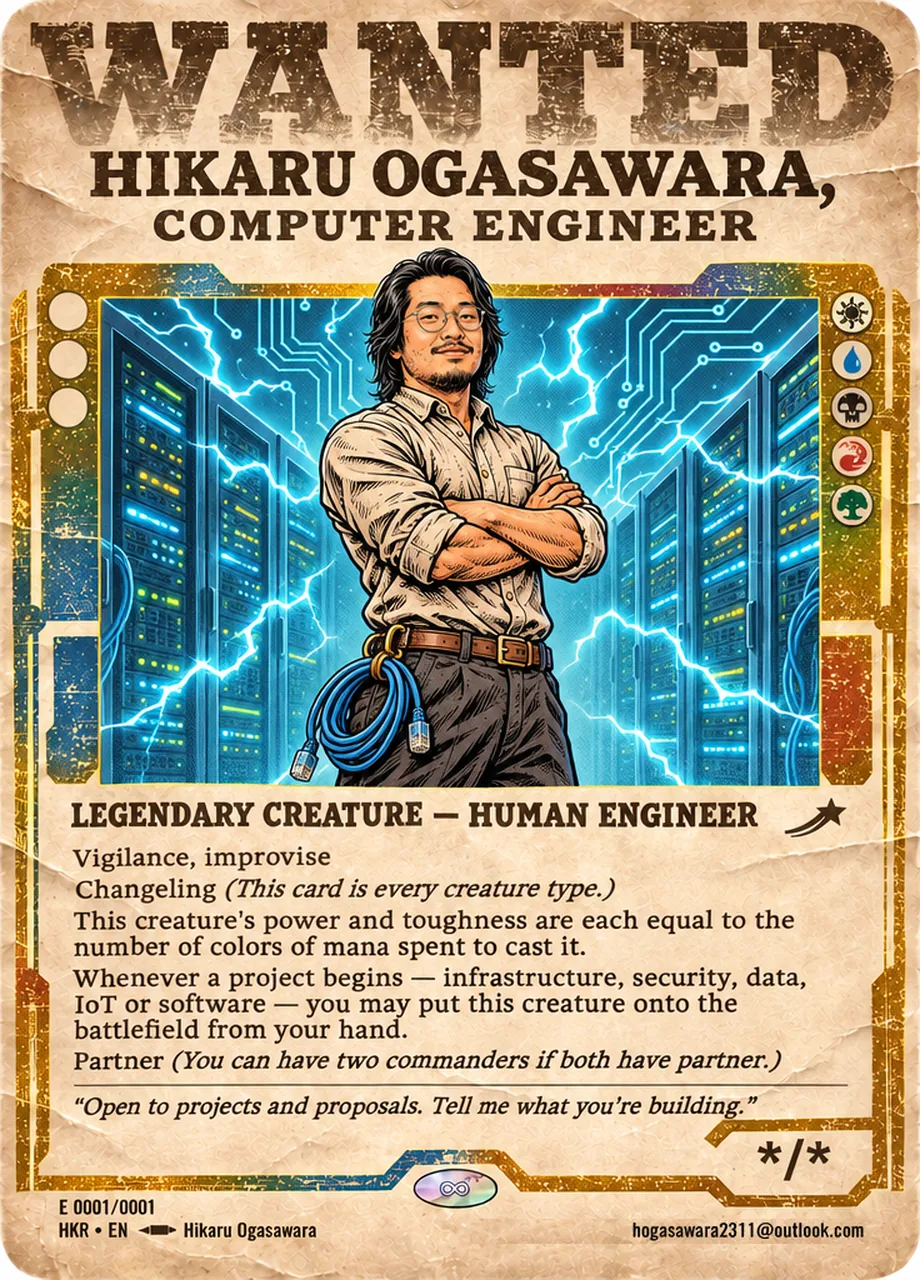 WANTED
HIKARU OGASAWARA,
COMPUTER ENGINEER
LEGENDARY CREATURE — HUMAN ENGINEER
Vigilance, improvise
Changeling (This card is every creature type.)
This creature's power and toughness are each equal to the
number of colors of mana spent to cast it.
Whenever a project begins — infrastructure, security, data,
IoT or software — you may put this creature onto the
battlefield from your hand.
Partner (You can have two commanders if both have partner.)
“Open to projects and proposals. Tell me what you’re building.”
*/*
E 0001/0001
HKR • EN Hikaru Ogasawara
hogasawara2311@outlook.com